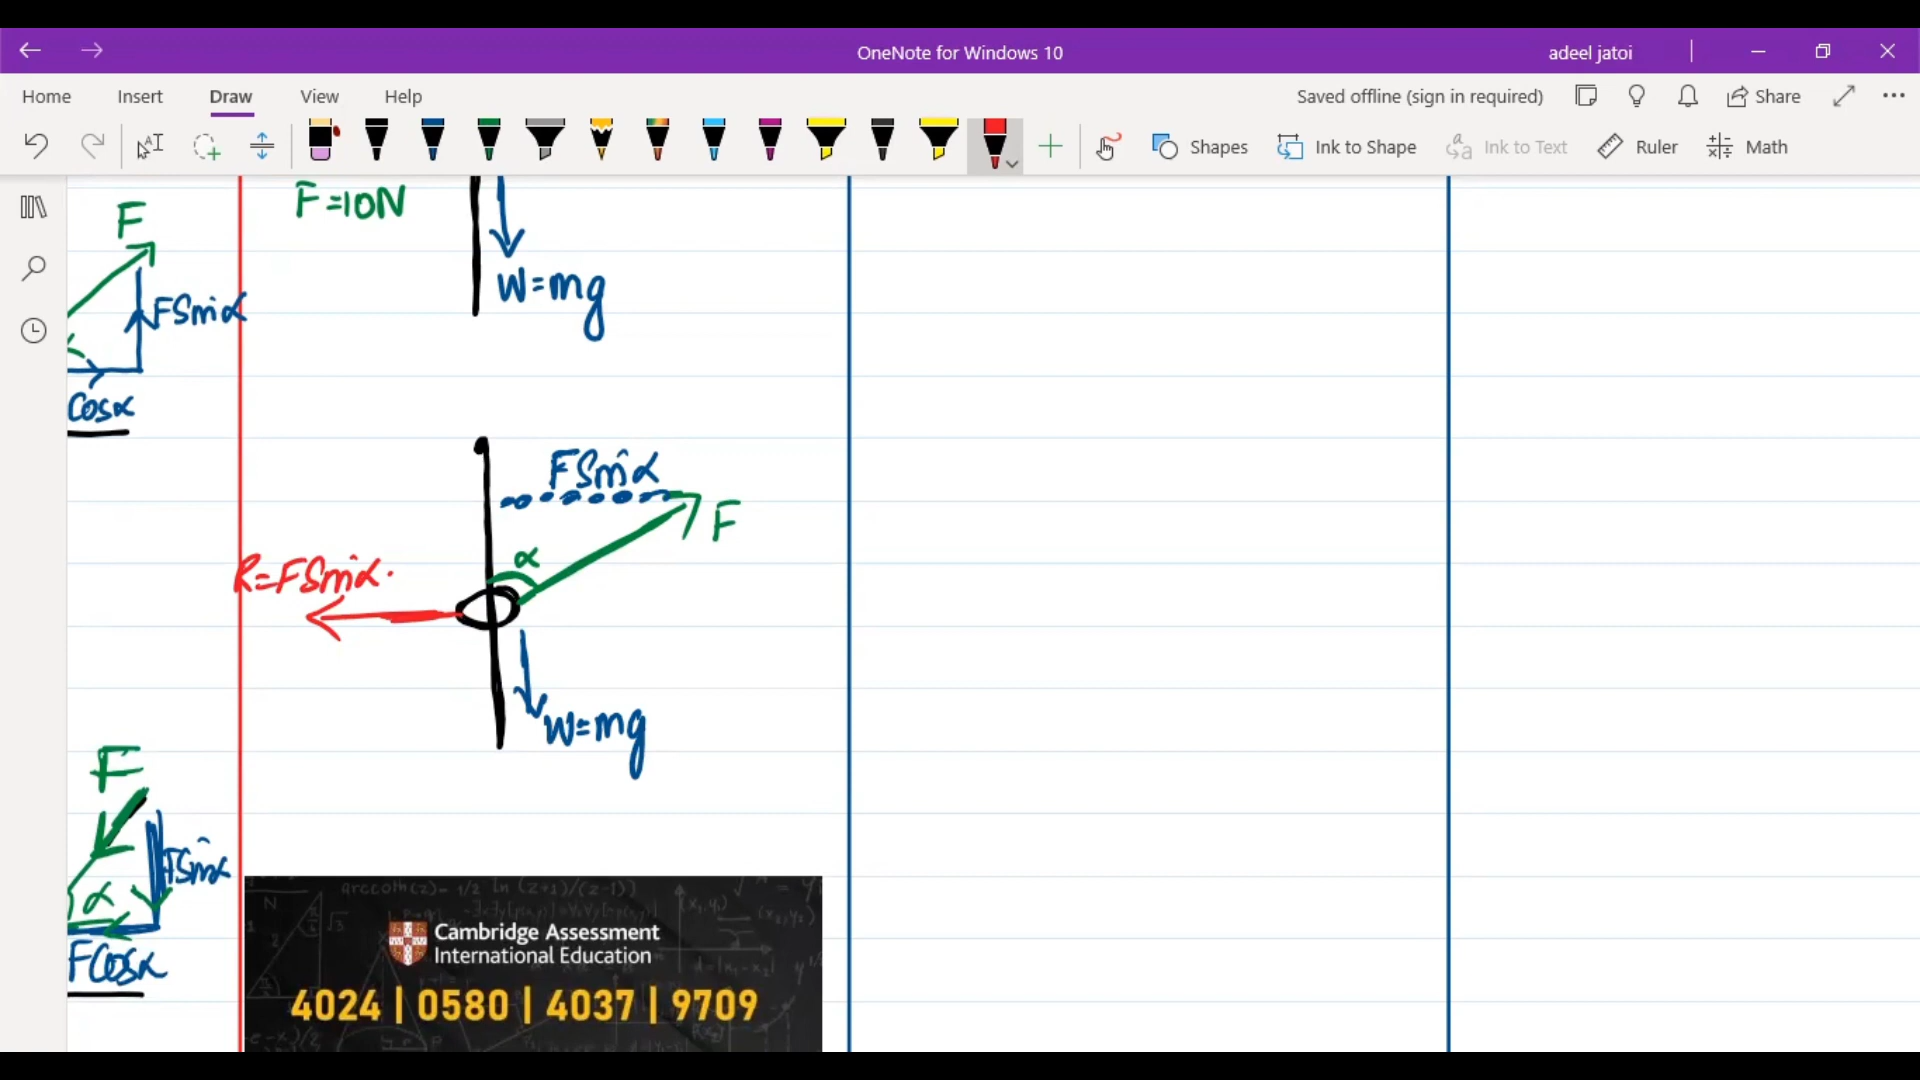 OneNote for Windows 10
adeel jatoi
Home Insert Draw View Help
Saved offline (sign in required)
Share
Shapes
Ink to Shape
Ink to Text
Ruler
Math
F
F = 10N
W = mg
FSinα
Cosα
FSinα
F
α
R = FSinα.
W = mg
F
FSinα
α
FCosα
Cambridge Assessment
International Education
4024 | 0580 | 4037 | 9709